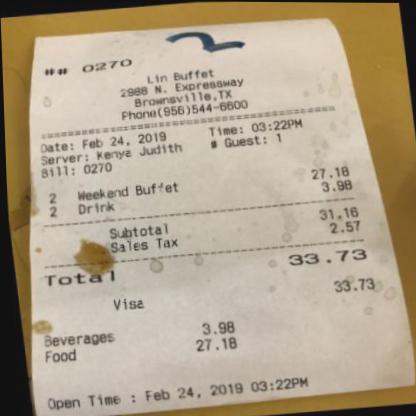 2
## 0270
Lin Buffet
2988 N. Expressway
Brownsville,TX
Phone(956)544-6600
Date: Feb 24, 2019 Time: 03:22PM
Server: Kenya Judith # Guest: 1
Bill: 0270
2 Weekend Buffet 27.18
2 Drink 3.98
Subtotal 31.16
Sales Tax 2.57
Total 33.73
Visa 33.73
Beverages 3.98
Food 27.18
Open Time : Feb 24, 2019 03:22PM